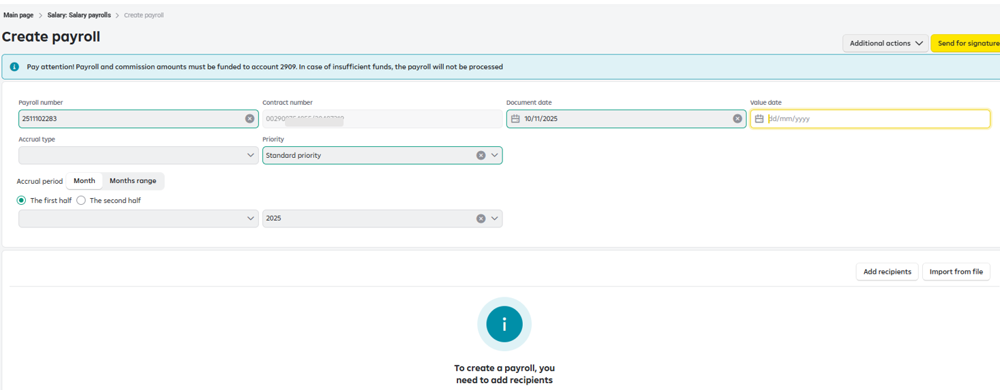 Main page > Salary: Salary payrolls > Create payroll
Create payroll
Additional actions
Send for signature
Pay attention! Payroll and commission amounts must be funded to account 2909. In case of insufficient funds, the payroll will not be processed
Payroll number
Contract number
Document date
Value date
2511102283
10/11/2025
dd/mm/yyyy
Accrual type
Priority
Standard priority
Accrual period
Month
Months range
The first half
The second half
2025
Add recipients
Import from file
To create a payroll, you
need to add recipients